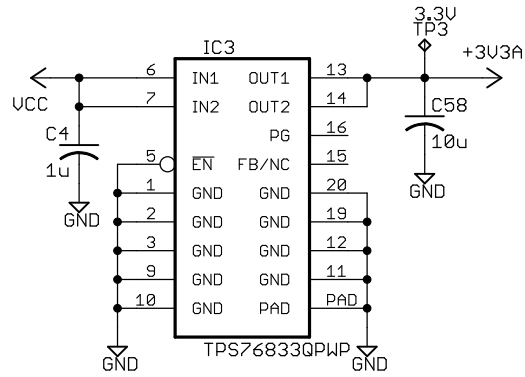 3.3V
TP3
IC3
+3V3A
VCC
6 IN1 OUT1 13
7 IN2 OUT2 14
C58
10u
PG 16
C4
1u
5 EN FB/NC 15
1 GND GND 20
2 GND GND 19
3 GND GND 12
9 GND GND 11
10 GND PAD PAD
GND
GND
TPS76833QPWP
GND
GND